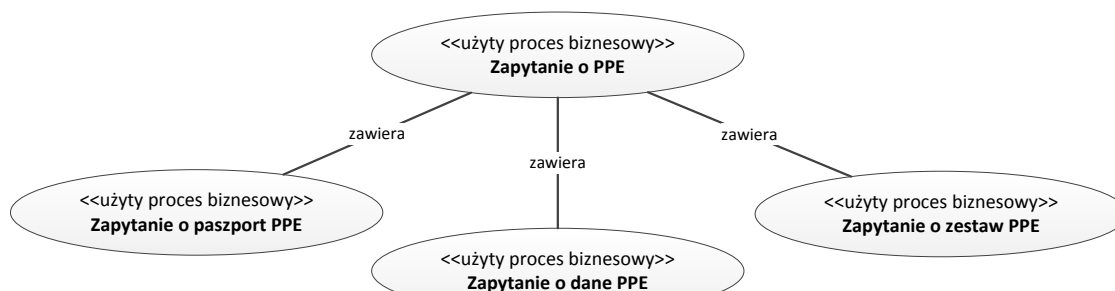 <<użyty proces biznesowy>>
Zapytanie o PPE
zawiera
zawiera
zawiera
<<użyty proces biznesowy>>
Zapytanie o paszport PPE
<<użyty proces biznesowy>>
Zapytanie o dane PPE
<<użyty proces biznesowy>>
Zapytanie o zestaw PPE